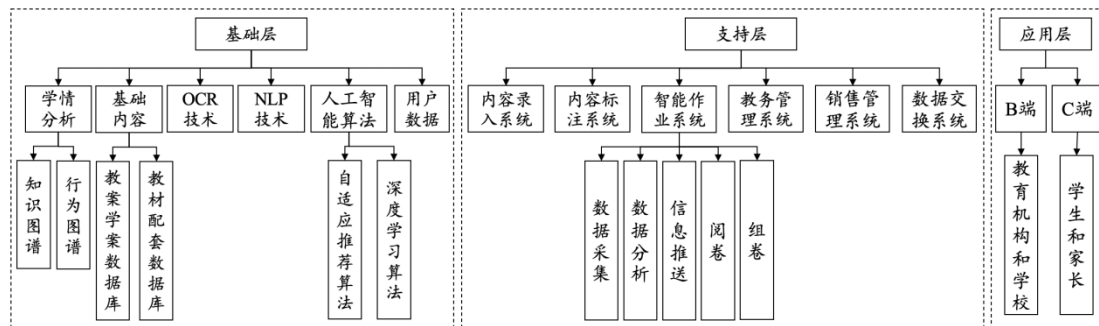 基础层
支持层
应用层
学情
分析
基础
内容
OCR
技术
NLP
技术
人工智
能算法
用户
数据
内容录
入系统
内容标
注系统
智能作
业系统
教务管
理系统
销售管
理系统
数据交
换系统
B端
C端
知识图谱
行为图谱
教案学案数据库
教材配套数据库
自适应推荐算法
深度学习算法
数据采集
数据分析
信息推送
阅卷
组卷
教育机构和学校
学生和家长